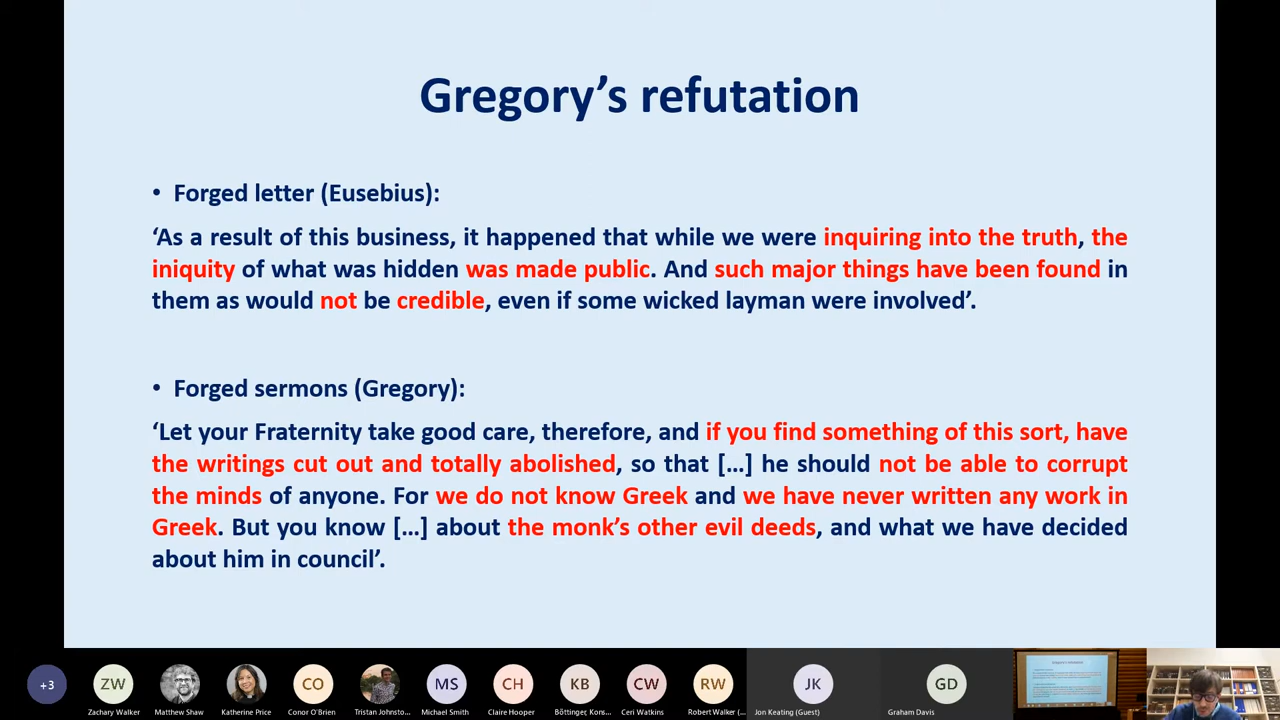 Gregory’s refutation
• Forged letter (Eusebius):
‘As a result of this business, it happened that while we were inquiring into the truth, the
iniquity of what was hidden was made public. And such major things have been found in
them as would not be credible, even if some wicked layman were involved’.
• Forged sermons (Gregory):
‘Let your Fraternity take good care, therefore, and if you find something of this sort, have
the writings cut out and totally abolished, so that […] he should not be able to corrupt
the minds of anyone. For we do not know Greek and we have never written any work in
Greek. But you know […] about the monk’s other evil deeds, and what we have decided
about him in council’.
+3 ZW CO MS CH KB CW RW JK GD
Zachary Walker Matthew Shaw Katherine Price Conor O'Brien Tristan Johnsto... Michael Smith Claire Hooper Böttinger, Kons... Ceri Watkins Robert Walker (... Jon Keating (Guest) Graham Davis